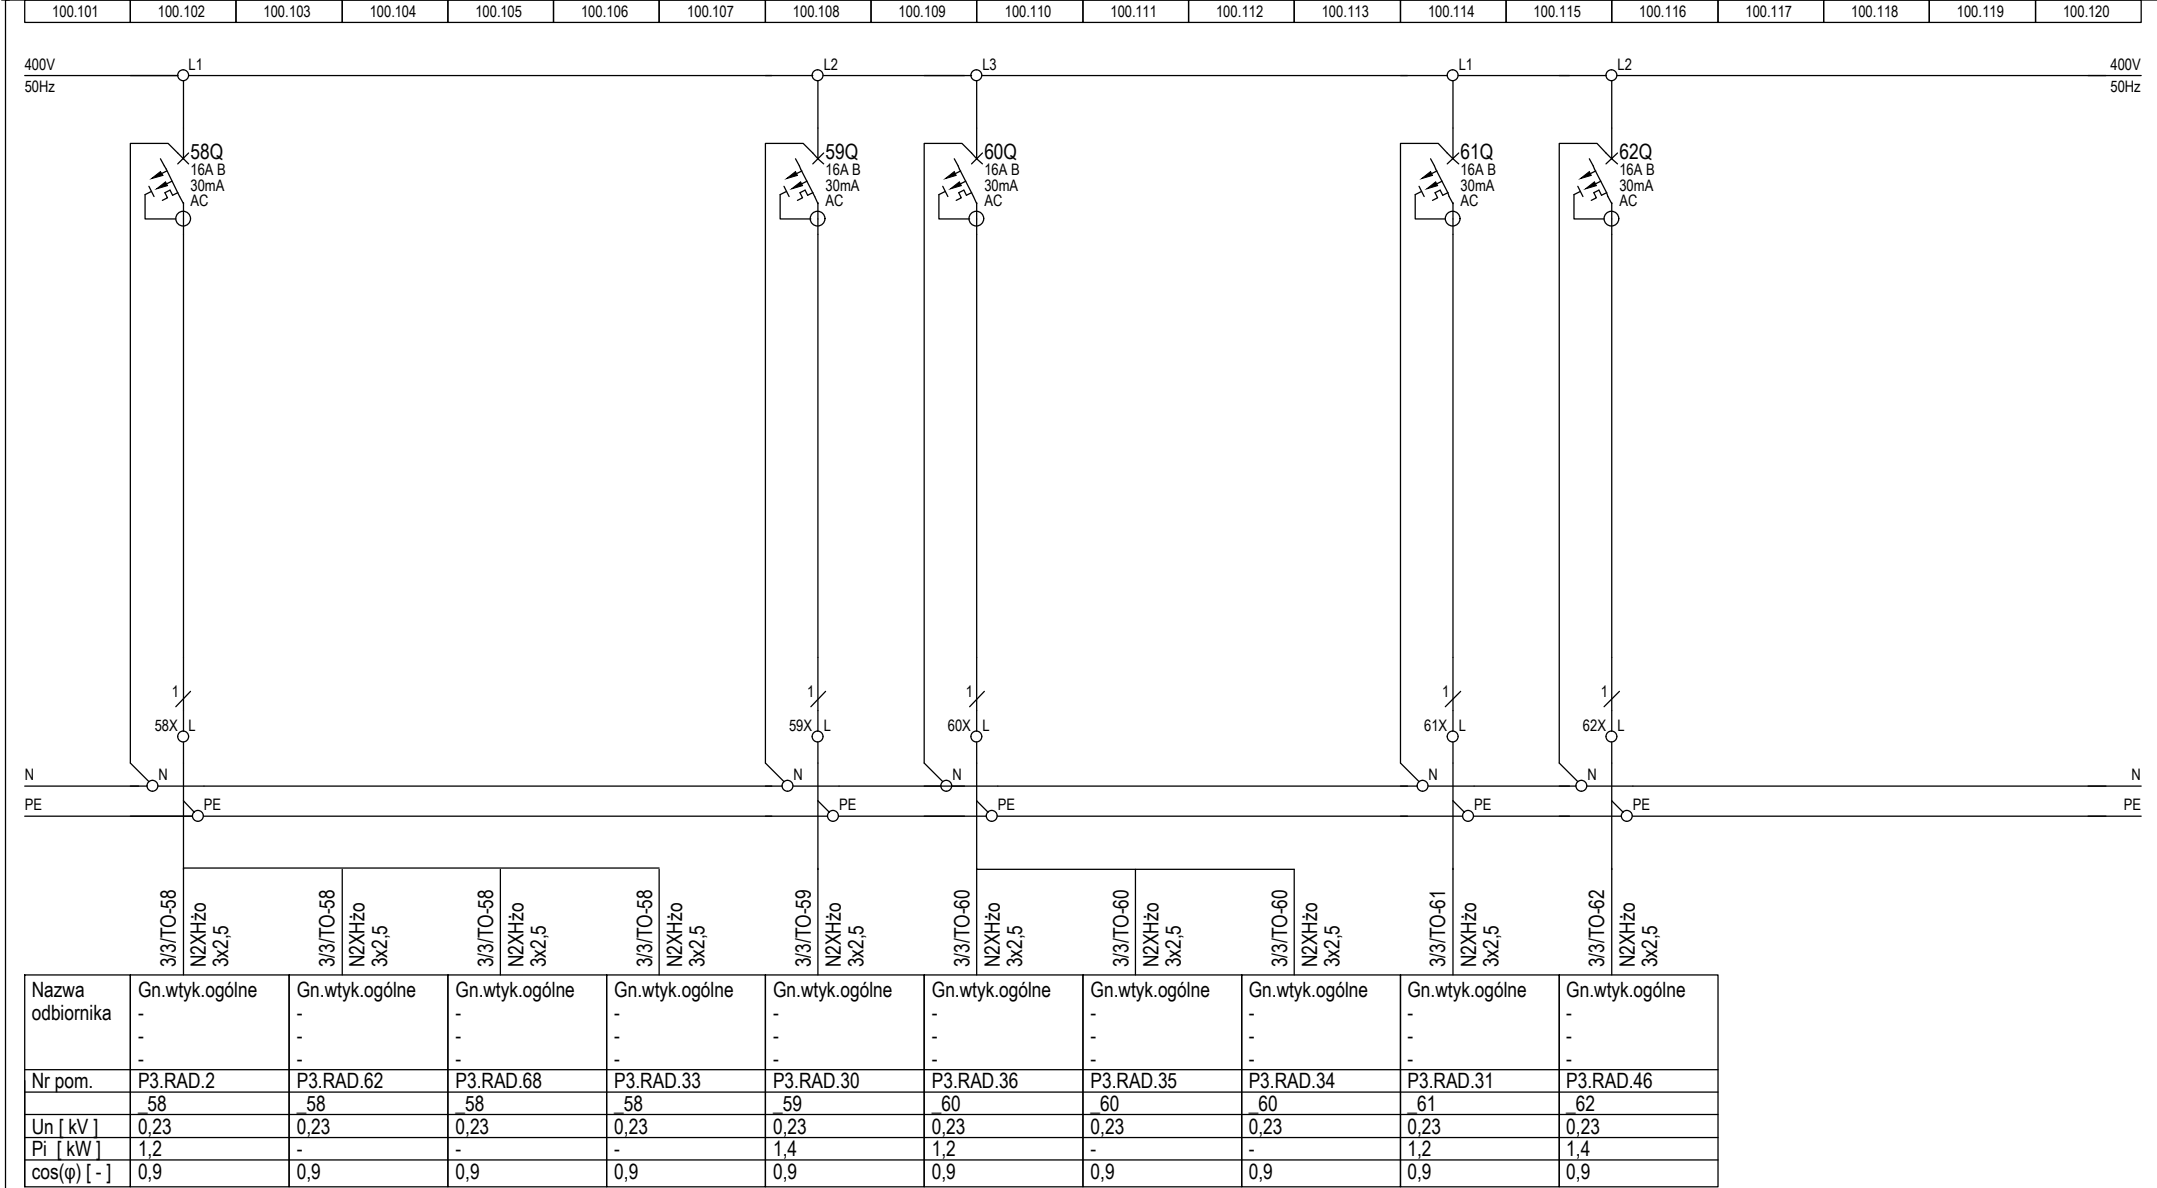 100.101 100.102 100.103 100.104 100.105 100.106 100.107 100.108 100.109 100.110 100.111 100.112 100.113 100.114 100.115 100.116 100.117 100.118 100.119 100.120
400V L1 L2 L3 L1 L2 400V
50Hz 50Hz
58Q 59Q 60Q 61Q 62Q
16A B 16A B 16A B 16A B 16A B
30mA 30mA 30mA 30mA 30mA
AC AC AC AC AC
1 1 1 1 1
58X L 59X L 60X L 61X L 62X L
N N N N N N N
PE PE PE PE PE PE PE
3/3/TO-58 N2XHżo 3x2,5
3/3/TO-58 N2XHżo 3x2,5
3/3/TO-58 N2XHżo 3x2,5
3/3/TO-58 N2XHżo 3x2,5
3/3/TO-59 N2XHżo 3x2,5
3/3/TO-60 N2XHżo 3x2,5
3/3/TO-60 N2XHżo 3x2,5
3/3/TO-60 N2XHżo 3x2,5
3/3/TO-61 N2XHżo 3x2,5
3/3/TO-62 N2XHżo 3x2,5
Nazwa Gn.wtyk.ogólne Gn.wtyk.ogólne Gn.wtyk.ogólne Gn.wtyk.ogólne Gn.wtyk.ogólne Gn.wtyk.ogólne Gn.wtyk.ogólne Gn.wtyk.ogólne Gn.wtyk.ogólne Gn.wtyk.ogólne
odbiornika - - - - - - - - - -
- - - - - - - - - -
- - - - - - - - - -
Nr pom. P3.RAD.2 P3.RAD.62 P3.RAD.68 P3.RAD.33 P3.RAD.30 P3.RAD.36 P3.RAD.35 P3.RAD.34 P3.RAD.31 P3.RAD.46
_58 _58 _58 _58 _59 _60 _60 _60 _61 _62
Un [ kV ] 0,23 0,23 0,23 0,23 0,23 0,23 0,23 0,23 0,23 0,23
Pi [ kW ] 1,2 - - - 1,4 1,2 - - 1,2 1,4
cos(φ) [ - ] 0,9 0,9 0,9 0,9 0,9 0,9 0,9 0,9 0,9 0,9